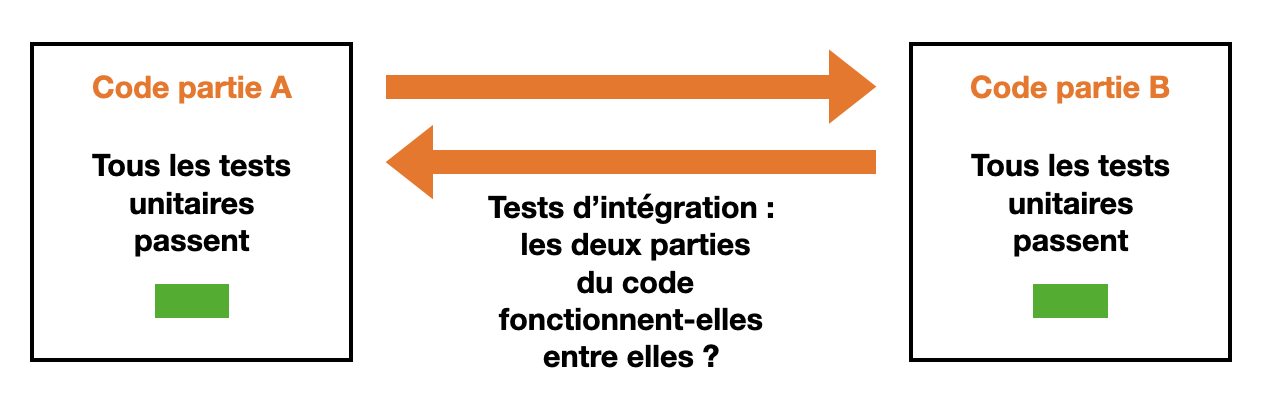 Code partie A
Tous les tests
unitaires
passent
Tests d’intégration :
les deux parties
du code
fonctionnent-elles
entre elles ?
Code partie B
Tous les tests
unitaires
passent